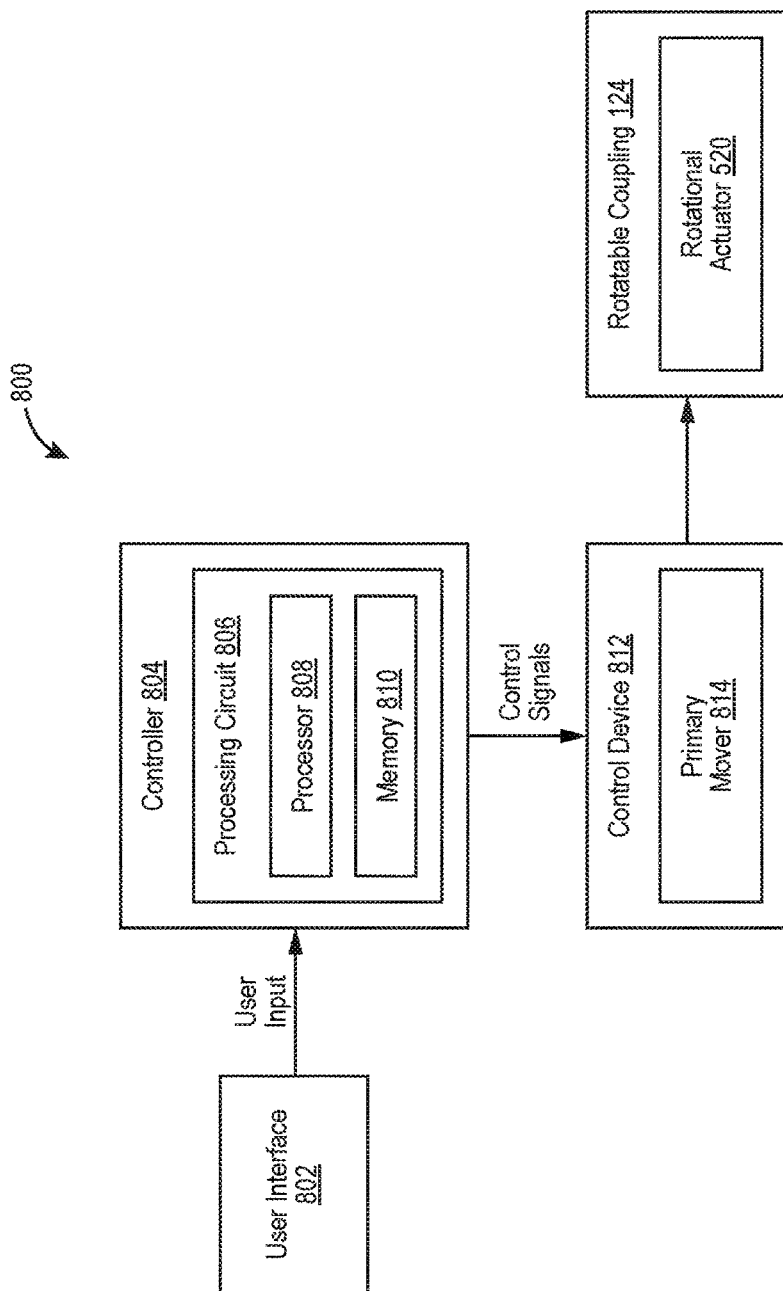 800
User Interface
802
User
Input
Controller 804
Processing Circuit 806
Processor 808
Memory 810
Control
Signals
Control Device 812
Primary
Mover 814
Rotatable Coupling 124
Rotational
Actuator 520